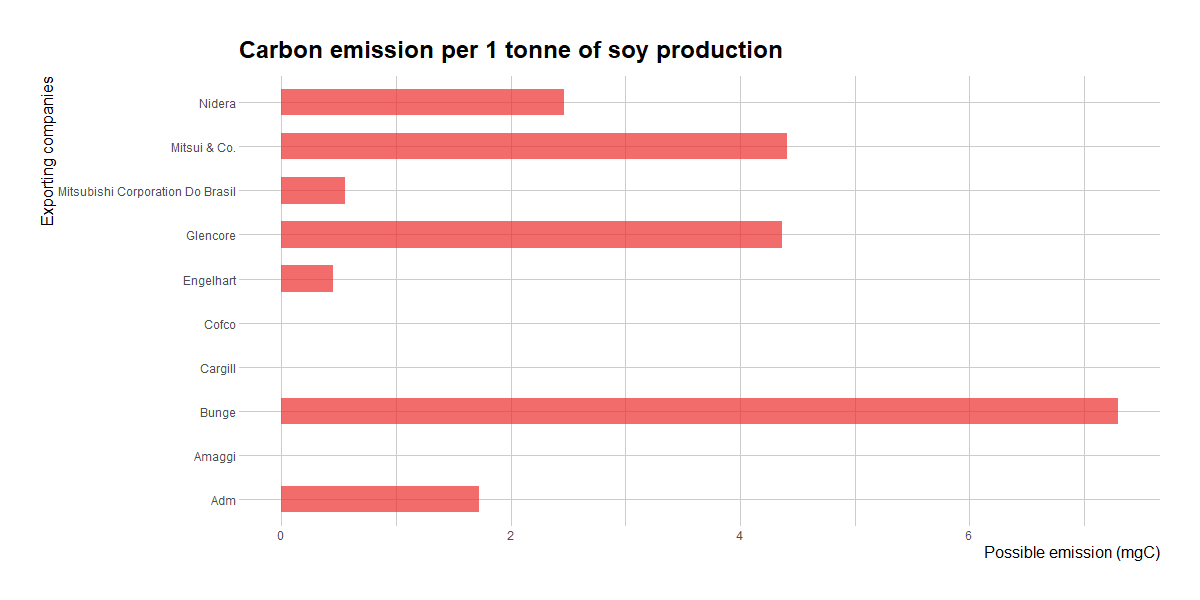 Carbon emission per 1 tonne of soy production
Exporting companies
Nidera
Mitsui & Co.
Mitsubishi Corporation Do Brasil
Glencore
Engelhart
Cofco
Cargill
Bunge
Amaggi
Adm
0 2 4 6
Possible emission (mgC)